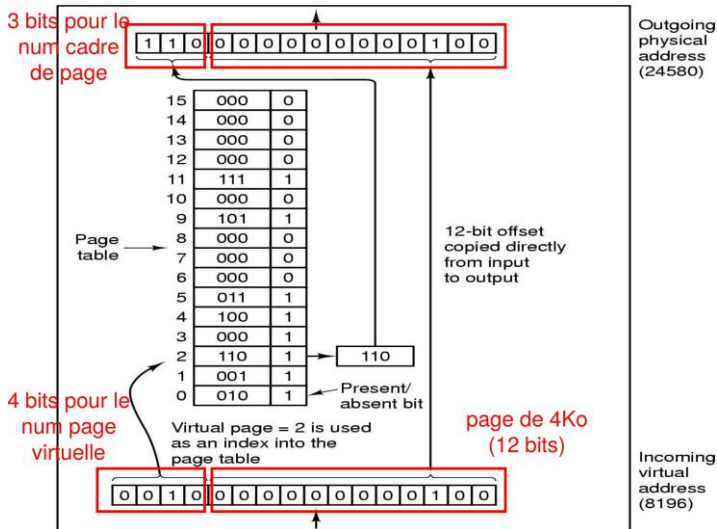 3 bits pour le
num cadre
de page
1 1 0 0 0 0 0 0 0 0 0 0 1 0 0
Outgoing
physical
address
(24580)
15 000 0
14 000 0
13 000 0
12 000 0
11 111 1
10 000 0
9 101 1
8 000 0
7 000 0
6 000 0
5 011 1
4 100 1
3 000 1
2 110 1 110
1 001 1
0 010 1
Page
table
12-bit offset
copied directly
from input
to output
Present/
absent bit
4 bits pour le
num page
virtuelle
Virtual page = 2 is used
as an index into the
page table
page de 4Ko
(12 bits)
0 0 1 0 0 0 0 0 0 0 0 0 0 1 0 0
Incoming
virtual
address
(8196)